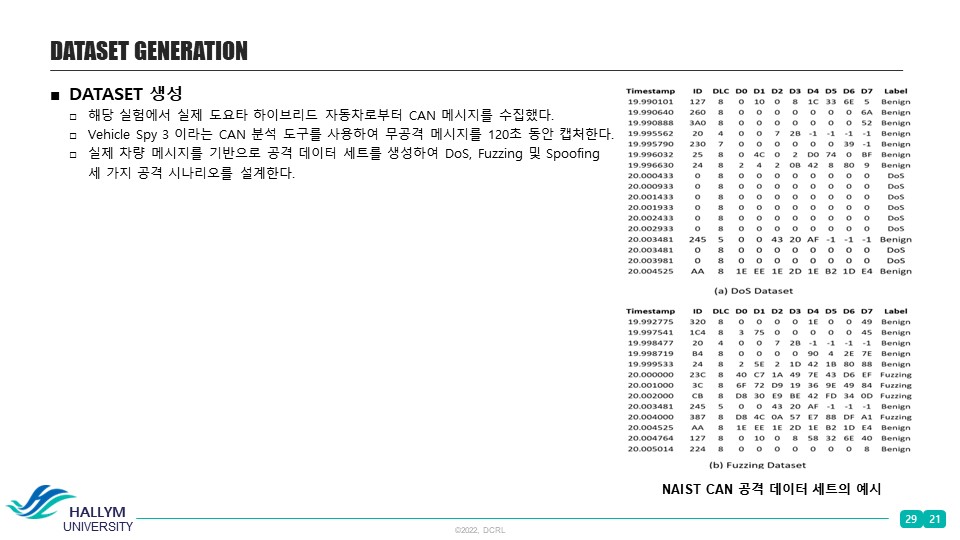 DATASET GENERATION
■ DATASET 생성
□ 해당 실험에서 실제 도요타 하이브리드 자동차로부터 CAN 메시지를 수집했다.
□ Vehicle Spy 3 이라는 CAN 분석 도구를 사용하여 무공격 메시지를 120초 동안 캡처한다.
□ 실제 차량 메시지를 기반으로 공격 데이터 세트를 생성하여 DoS, Fuzzing 및 Spoofing
세 가지 공격 시나리오를 설계한다.
Timestamp ID DLC D0 D1 D2 D3 D4 D5 D6 D7 Label
19.990101 127 8 0 10 0 8 1C 33 6E 5 Benign
19.990640 260 8 0 0 0 0 0 0 0 6A Benign
19.990888 3A0 8 0 0 0 0 0 0 0 52 Benign
19.995562 20 4 0 0 7 2B -1 -1 -1 -1 Benign
19.995790 230 7 0 0 0 0 0 0 39 -1 Benign
19.996032 25 8 0 4C 0 2 D0 74 0 BF Benign
19.996630 24 8 2 4 2 0B 42 8 80 9 Benign
20.000433 0 8 0 0 0 0 0 0 0 0 DoS
20.000933 0 8 0 0 0 0 0 0 0 0 DoS
20.001433 0 8 0 0 0 0 0 0 0 0 DoS
20.001933 0 8 0 0 0 0 0 0 0 0 DoS
20.002433 0 8 0 0 0 0 0 0 0 0 DoS
20.002933 0 8 0 0 0 0 0 0 0 0 DoS
20.003481 245 5 0 0 43 20 AF -1 -1 -1 Benign
20.003481 0 8 0 0 0 0 0 0 0 0 DoS
20.003981 0 8 0 0 0 0 0 0 0 0 DoS
20.004525 AA 8 1E EE 1E 2D 1E B2 1D E4 Benign
(a) DoS Dataset
Timestamp ID DLC D0 D1 D2 D3 D4 D5 D6 D7 Label
19.992775 320 8 0 0 0 0 1E 0 0 49 Benign
19.997541 1C4 8 3 75 0 0 0 0 0 45 Benign
19.998477 20 4 0 0 7 2B -1 -1 -1 -1 Benign
19.998719 B4 8 0 0 0 0 90 4 2E 7E Benign
19.999533 24 8 2 5E 2 1D 42 1B 80 88 Benign
20.000000 23C 8 40 C7 1A 49 7E 43 D6 EF Fuzzing
20.001000 3C 8 6F 72 D9 19 36 9E 49 84 Fuzzing
20.002000 CB 8 D8 30 E9 BE 42 FD 34 0D Fuzzing
20.003481 245 5 0 0 43 20 AF -1 -1 -1 Benign
20.004000 387 8 D8 4C 0A 57 E7 88 DF A1 Fuzzing
20.004525 AA 8 1E EE 1E 2D 1E B2 1D E4 Benign
20.004764 127 8 0 10 0 8 58 32 6E 40 Benign
20.005014 224 8 0 0 0 0 0 0 0 8 Benign
(b) Fuzzing Dataset
NAIST CAN 공격 데이터 세트의 예시
HALLYM
UNIVERSITY
©2022, DCRL
29 21